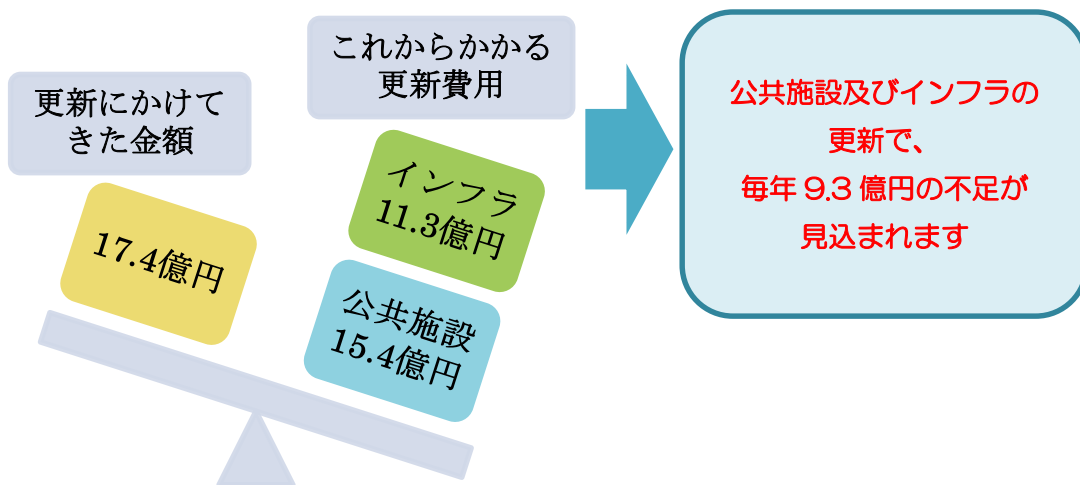 更新にかけて
きた金額
17.4億円
これからかかる
更新費用
インフラ
11.3億円
公共施設
15.4億円
公共施設及びインフラの
更新で、
毎年 9.3 億円の不足が
見込まれます